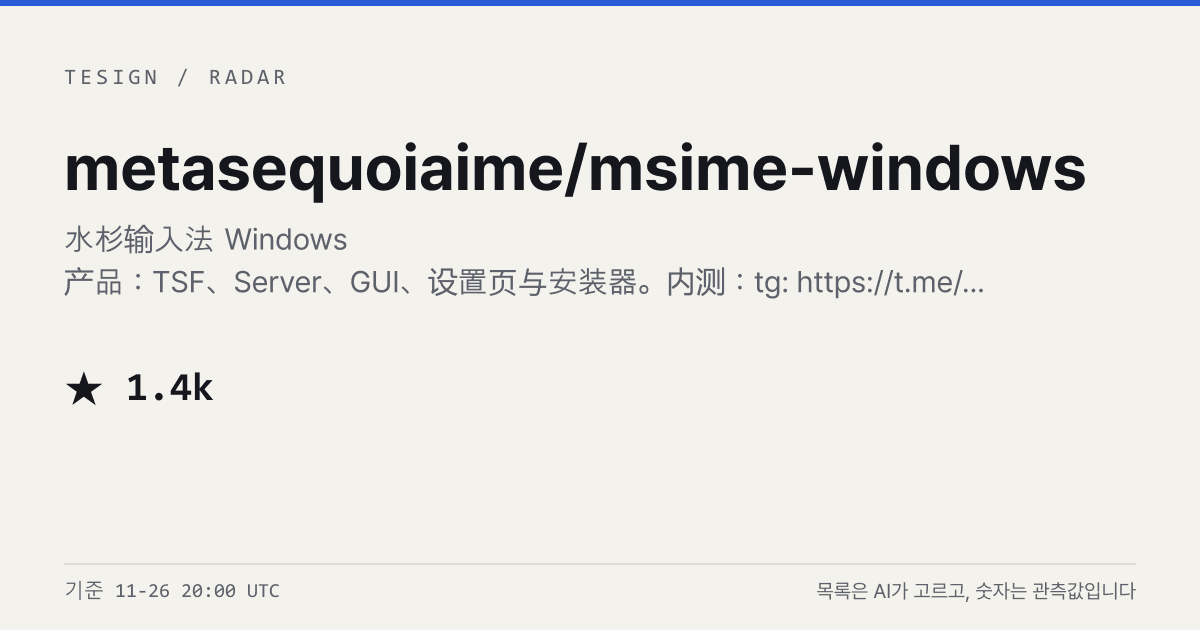 TESIGN / RADAR
metasequoiaime/msime-windows
水杉输入法 Windows
产品：TSF、Server、GUI、设置页与安装器。内测：tg: https://t.me/...
★ 1.4k
기준 11-26 20:00 UTC
목록은 AI가 고르고, 숫자는 관측값입니다